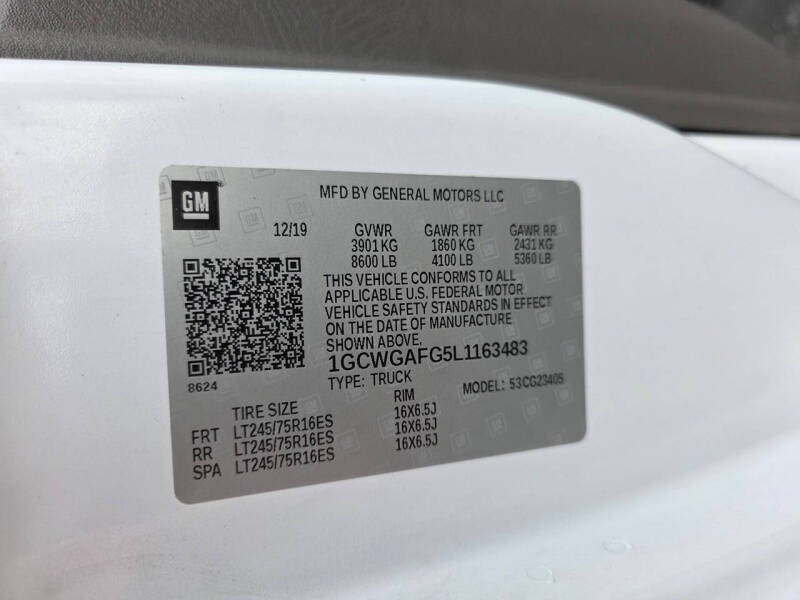 GM
MFD BY GENERAL MOTORS LLC
12/19 GVWR GAWR FRT GAWR RR
3901 KG 1860 KG 2431 KG
8600 LB 4100 LB 5360 LB
THIS VEHICLE CONFORMS TO ALL
APPLICABLE U.S. FEDERAL MOTOR
VEHICLE SAFETY STANDARDS IN EFFECT
ON THE DATE OF MANUFACTURE
SHOWN ABOVE.
1GCWGAFG5L1163483
8624 TYPE: TRUCK MODEL: 53CG23405
TIRE SIZE RIM
FRT LT245/75R16ES 16X6.5J
RR LT245/75R16ES 16X6.5J
SPA LT245/75R16ES 16X6.5J